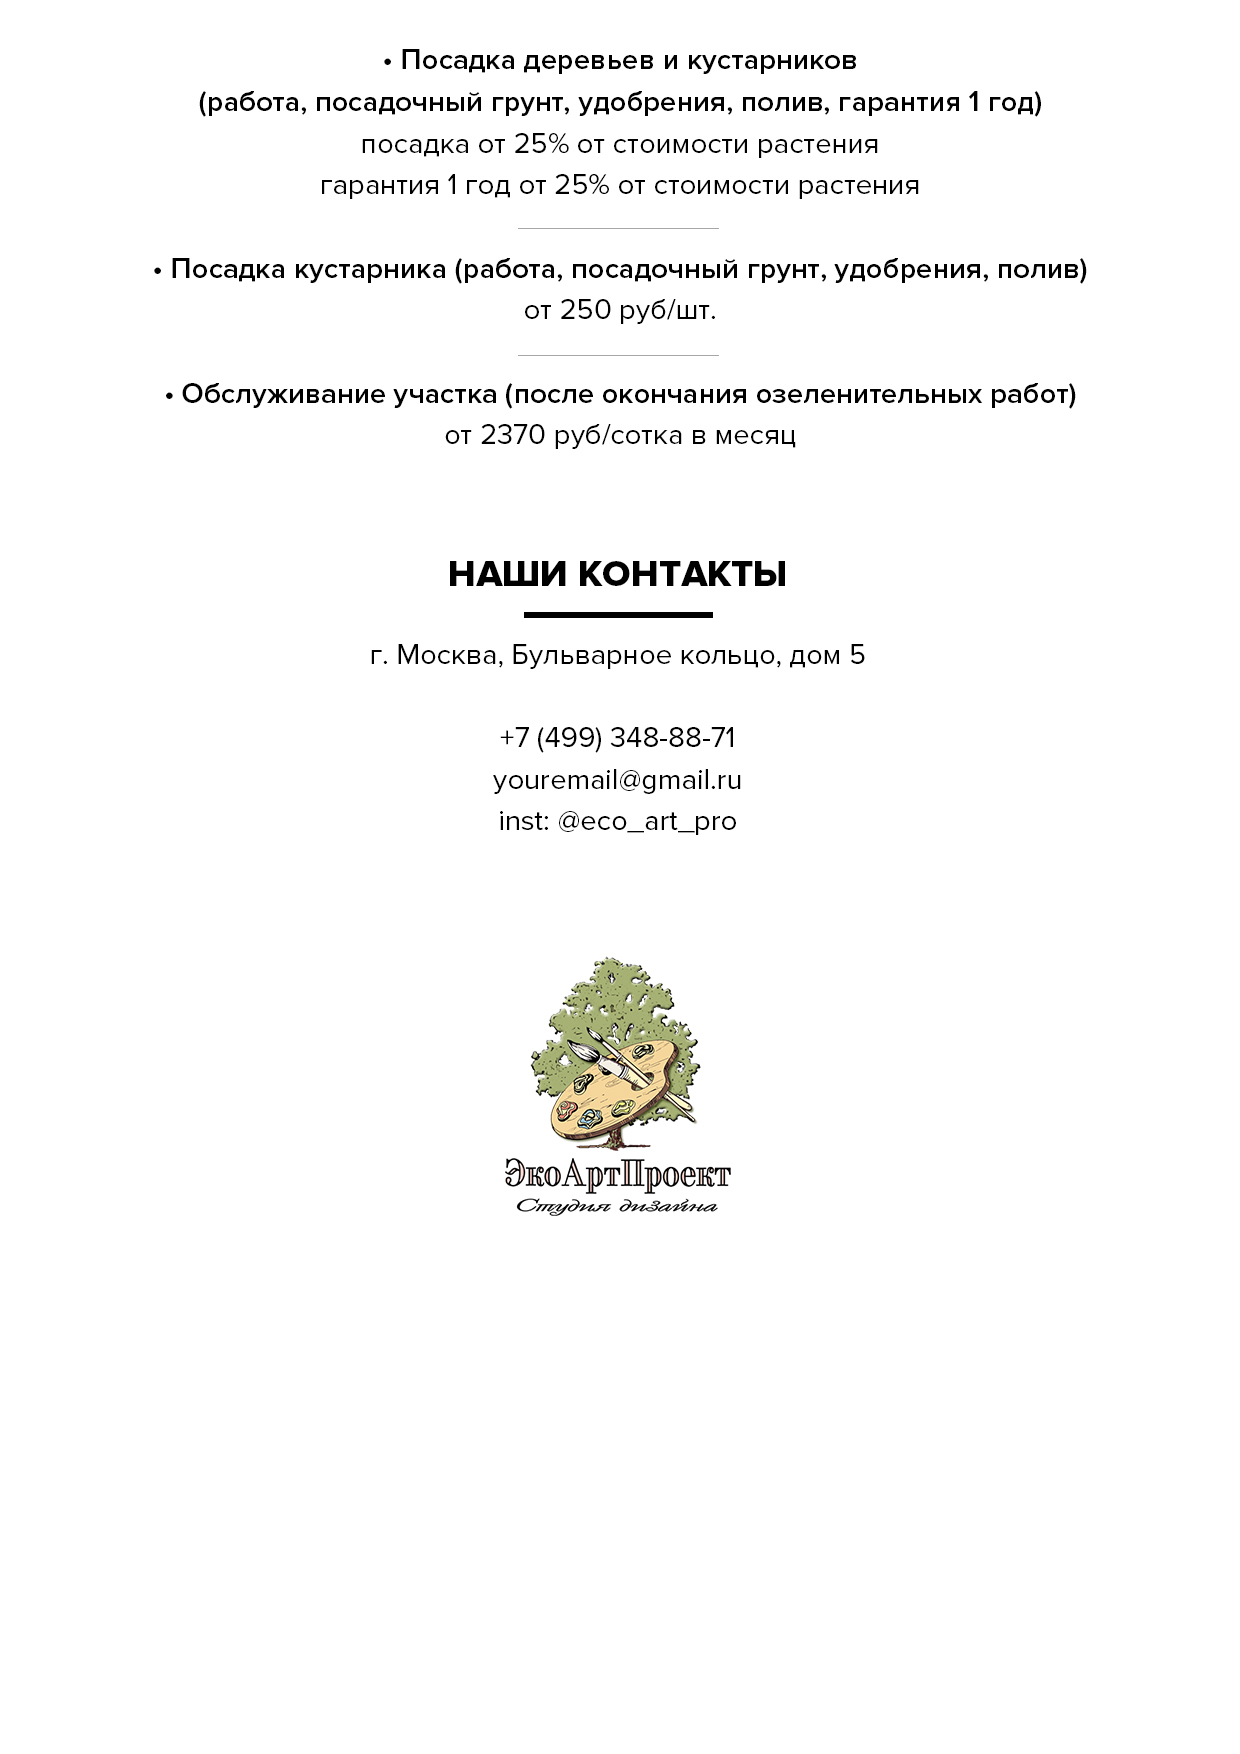 • Посадка деревьев и кустарников
(работа, посадочный грунт, удобрения, полив, гарантия 1 год)
посадка от 25% от стоимости растения
гарантия 1 год от 25% от стоимости растения
• Посадка кустарника (работа, посадочный грунт, удобрения, полив)
от 250 руб/шт.
• Обслуживание участка (после окончания озеленительных работ)
от 2370 руб/сотка в месяц
НАШИ КОНТАКТЫ
г. Москва, Бульварное кольцо, дом 5
+7 (499) 348-88-71
youremail@gmail.ru
inst: @eco_art_pro
ЭкоАртПроект
Студия дизайна